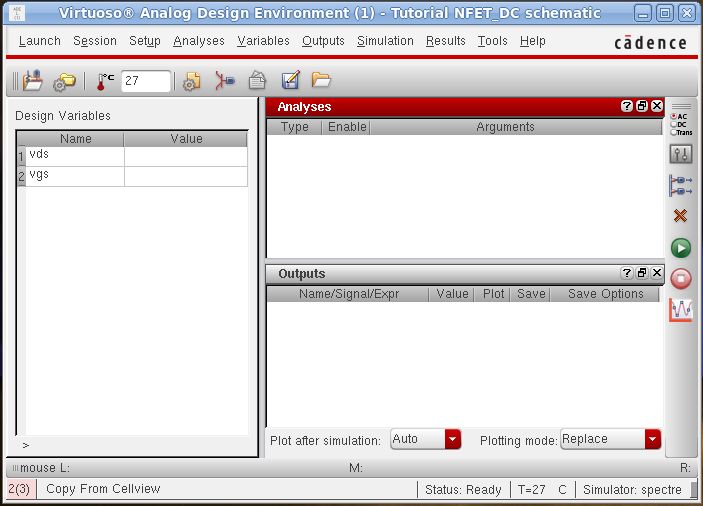 Virtuoso® Analog Design Environment (1) - Tutorial NFET_DC schematic
Launch Session Setup Analyses Variables Outputs Simulation Results Tools Help cādence
°C 27
Design Variables
Name Value
1 vds
2 vgs
>
Analyses
Type Enable Arguments
AC
DC
Trans
Outputs
Name/Signal/Expr Value Plot Save Save Options
Plot after simulation: Auto Plotting mode: Replace
mouse L: M: R:
2(3) Copy From Cellview Status: Ready T=27 C Simulator: spectre